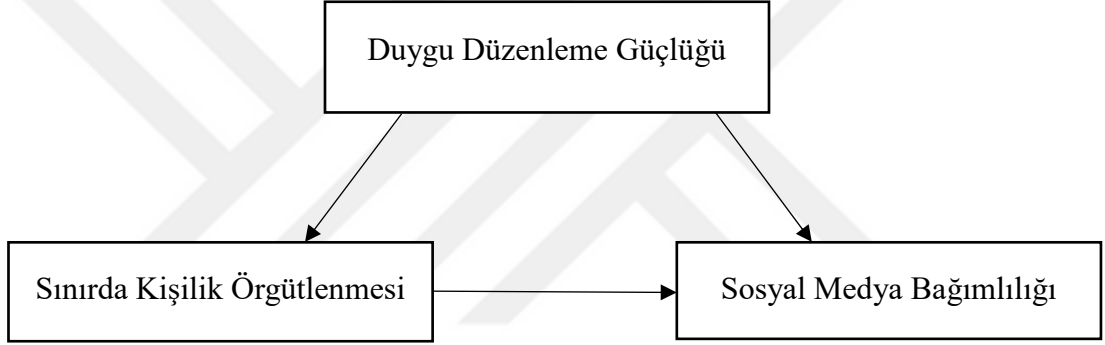 Duygu Düzenleme Güçlüğü
Sınırda Kişilik Örgütlenmesi
Sosyal Medya Bağımlılığı